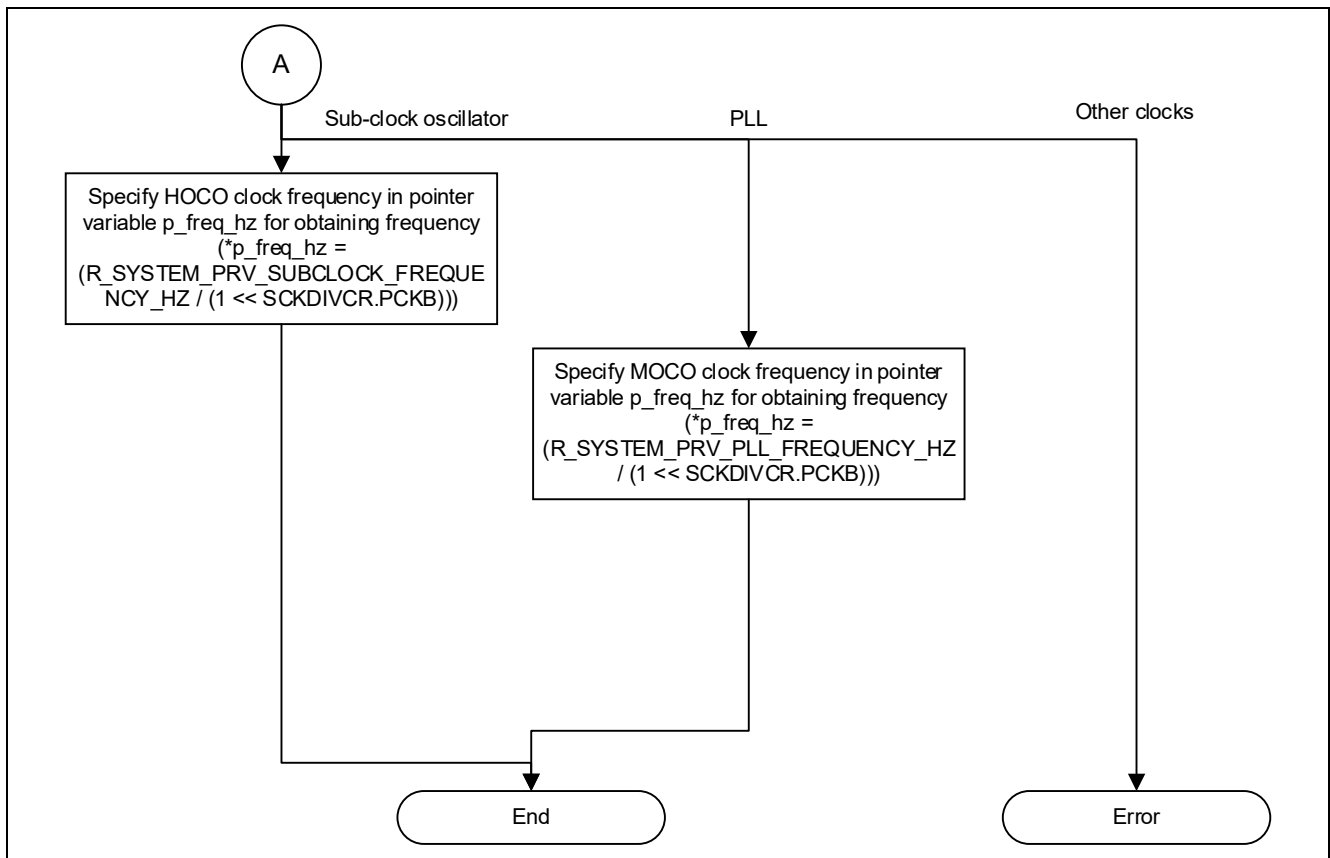 A
Sub-clock oscillator
PLL
Other clocks
Specify HOCO clock frequency in pointer
variable p_freq_hz for obtaining frequency
(*p_freq_hz =
(R_SYSTEM_PRV_SUBCLOCK_FREQUE
NCY_HZ / (1 << SCKDIVCR.PCKB)))
Specify MOCO clock frequency in pointer
variable p_freq_hz for obtaining frequency
(*p_freq_hz =
(R_SYSTEM_PRV_PLL_FREQUENCY_HZ
/ (1 << SCKDIVCR.PCKB)))
End
Error